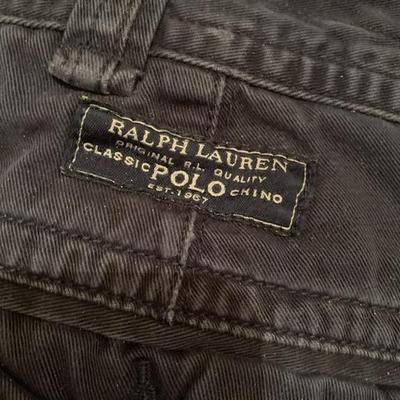 RALPH LAUREN
ORIGINAL R.L. QUALITY
CLASSIC POLO CHINO
EST. 1967